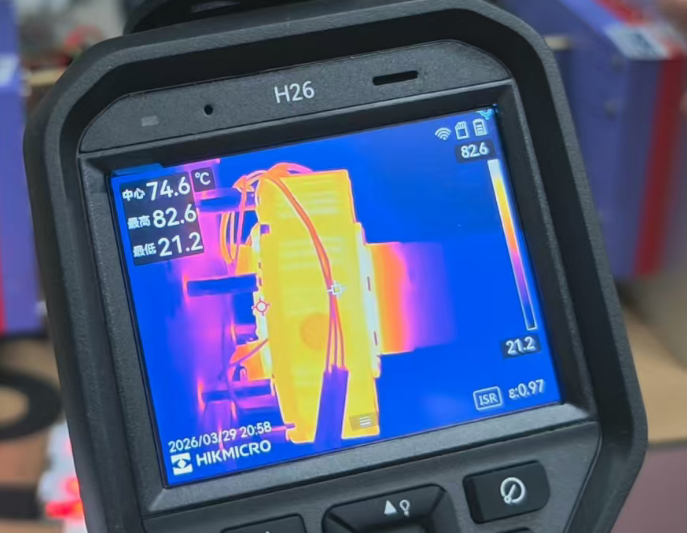 H26
中心 74.6 ℃
最高 82.6
最低 21.2
82.6
21.2
ISR
ε:0.97
2026/03/29 20:58
HIKMICRO